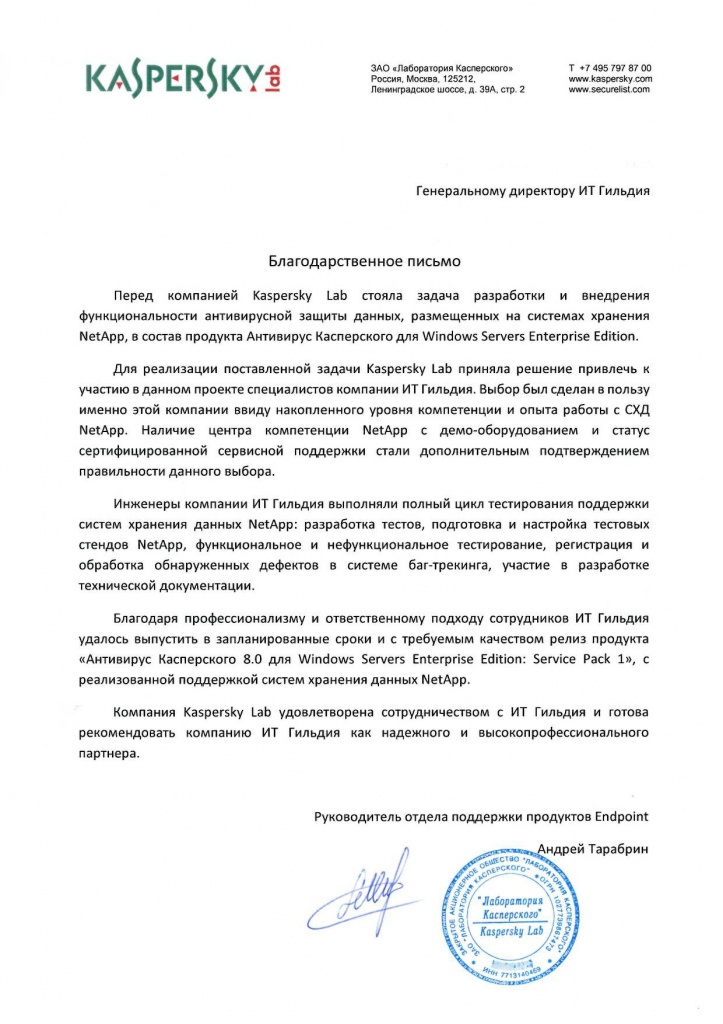 KASPERSKY lab
ЗАО «Лаборатория Касперского»
Россия, Москва, 125212,
Ленинградское шоссе, д. 39А, стр. 2
Т +7 495 797 87 00
www.kaspersky.com
www.securelist.com
Генеральному директору ИТ Гильдия
Благодарственное письмо
Перед компанией Kaspersky Lab стояла задача разработки и внедрения
функциональности антивирусной защиты данных, размещенных на системах хранения
NetApp, в состав продукта Антивирус Касперского для Windows Servers Enterprise Edition.
Для реализации поставленной задачи Kaspersky Lab приняла решение привлечь к
участию в данном проекте специалистов компании ИТ Гильдия. Выбор был сделан в пользу
именно этой компании ввиду накопленного уровня компетенции и опыта работы с СХД
NetApp. Наличие центра компетенции NetApp с демо-оборудованием и статус
сертифицированной сервисной поддержки стали дополнительным подтверждением
правильности данного выбора.
Инженеры компании ИТ Гильдия выполняли полный цикл тестирования поддержки
систем хранения данных NetApp: разработка тестов, подготовка и настройка тестовых
стендов NetApp, функциональное и нефункциональное тестирование, регистрация и
обработка обнаруженных дефектов в системе баг-трекинга, участие в разработке
технической документации.
Благодаря профессионализму и ответственному подходу сотрудников ИТ Гильдия
удалось выпустить в запланированные сроки и с требуемым качеством релиз продукта
«Антивирус Касперского 8.0 для Windows Servers Enterprise Edition: Service Pack 1», с
реализованной поддержкой систем хранения данных NetApp.
Компания Kaspersky Lab удовлетворена сотрудничеством с ИТ Гильдия и готова
рекомендовать компанию ИТ Гильдия как надежного и высокопрофессионального
партнера.
Руководитель отдела поддержки продуктов Endpoint
Андрей Тарабрин
ЗАКРЫТОЕ АКЦИОНЕРНОЕ ОБЩЕСТВО "ЛАБОРАТОРИЯ КАСПЕРСКОГО"
ЗАО "ЛАБОРАТОРИЯ КАСПЕРСКОГО" * ОГРН 1027739867473
"Лаборатория
Касперского"
Kaspersky Lab
* ИНН 7713140469 *